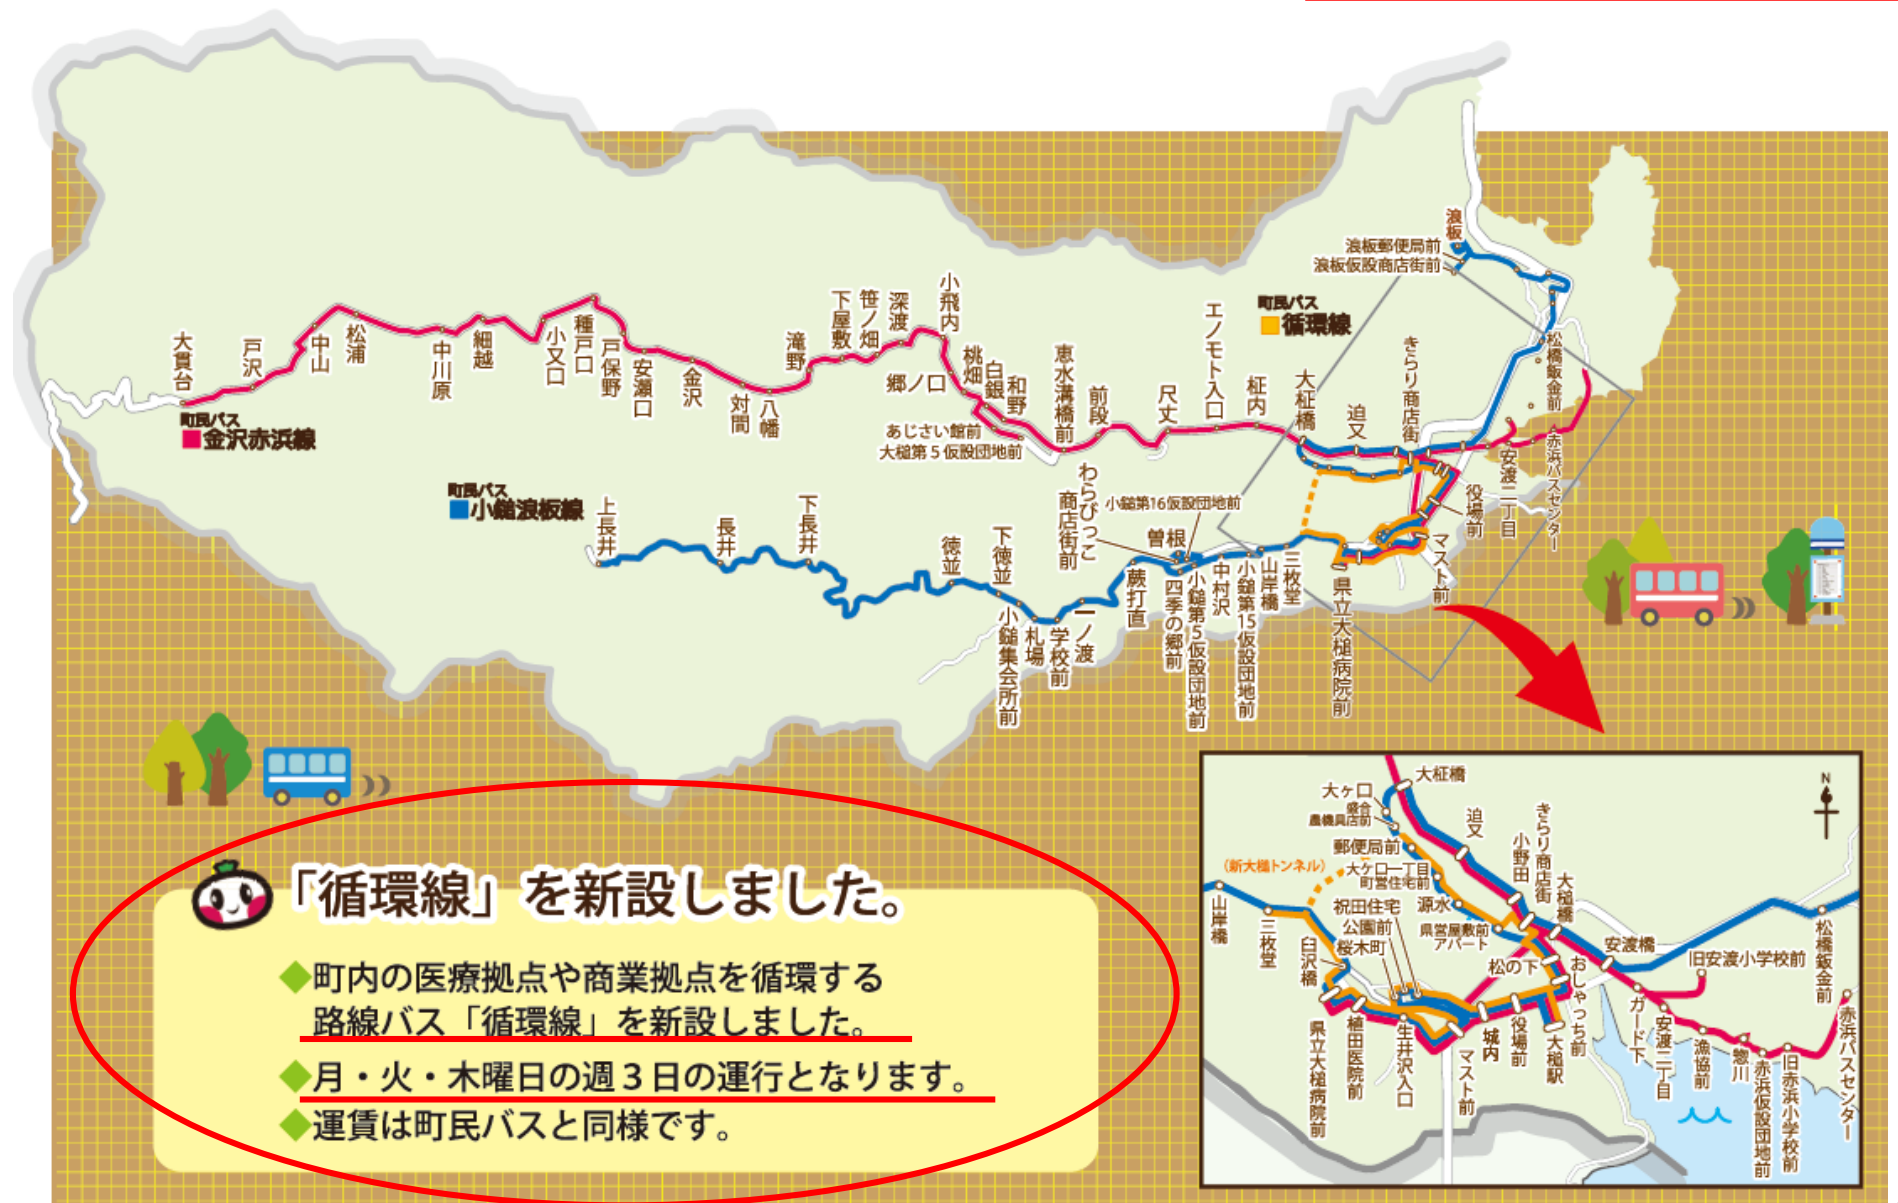 浪板
浪板郵便局前
浪板仮設商店街前
町民バス
循環線
大貫台
戸沢
中山
松浦
中川原
細越
小又口
種戸口
戸保野
安瀬口
金沢
対間
八幡
滝野
下屋敷
笹ノ畑
深渡
小飛内
郷ノ口
桃畑
白銀
和野
あじさい館前
大槌第5仮設団地前
恵水溝橋前
前段
尺丈
エノモト入口
柾内
大柾橋
迫又
きらり商店街
松橋鈑金前
赤浜バスセンター
安渡二丁目
役場前
マスト前
県立大槌病院前
町民バス
金沢赤浜線
町民バス
小鎚浪板線
上長井
長井
下長井
徳並
下徳並
小鎚集会所前
札場
学校前
一ノ渡
蕨打直
わらびっこ
商店街前
小鎚第16仮設団地前
曽根
四季の郷前
小鎚第5仮設団地前
中村沢
小鎚第15仮設団地前
山岸橋
三枚堂
「循環線」を新設しました。
◆町内の医療拠点や商業拠点を循環する
路線バス「循環線」を新設しました。
◆月・火・木曜日の週3日の運行となります。
◆運賃は町民バスと同様です。
N
大柾橋
大ヶ口
盛合
農機具店前
郵便局前
(新大槌トンネル)
大ケ口一丁目
町営住宅前
源水
祝田住宅
公園前
桜木町
県営屋敷前
アパート
松の下
迫又
小野田
きらり商店街
大槌橋
安渡橋
旧安渡小学校前
松橋鈑金前
山岸橋
三枚堂
臼沢橋
県立大槌病院前
植田医院前
生井沢入口
マスト前
城内
役場前
大槌駅
おしゃっち前
ガード下
安渡二丁目
漁協前
惣川
赤浜仮設団地前
旧赤浜小学校前
赤浜バスセンター